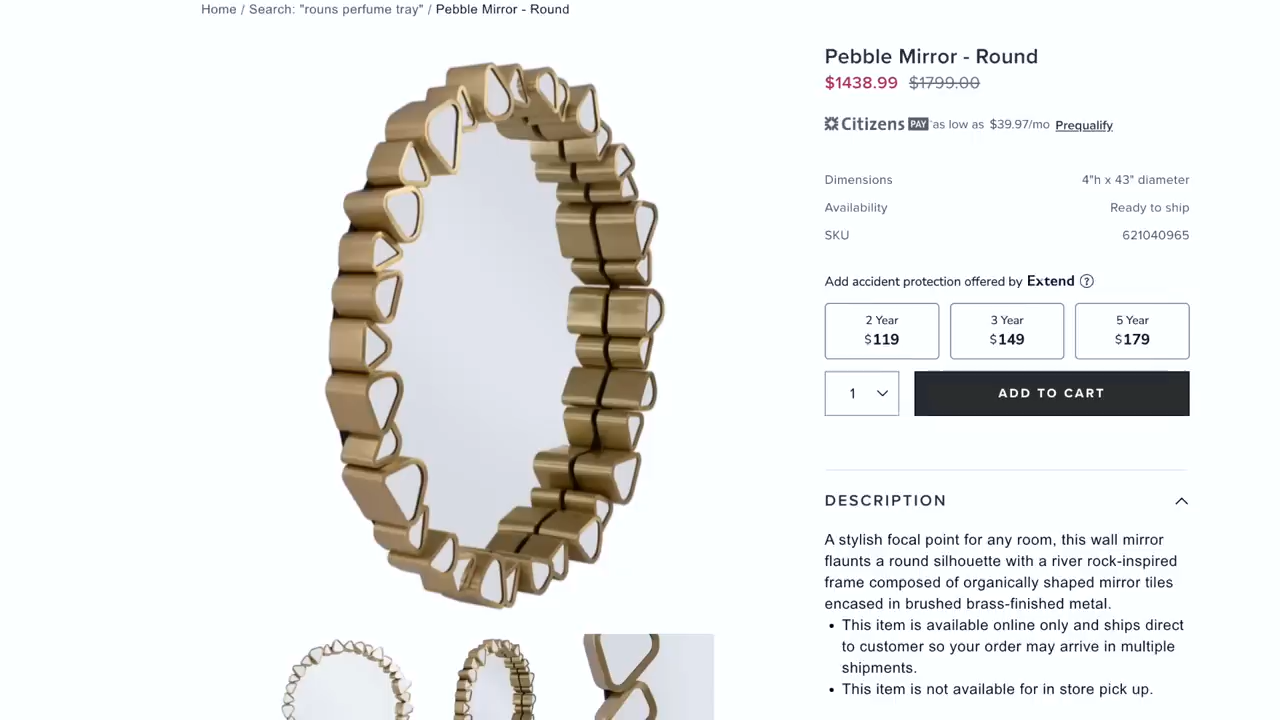 Home / Search: "rouns perfume tray" / Pebble Mirror - Round
Pebble Mirror - Round
$1438.99 $1799.00
Citizens PAY as low as $39.97/mo Prequalify
Dimensions 4"h x 43" diameter
Availability Ready to ship
SKU 621040965
Add accident protection offered by Extend ?
2 Year 3 Year 5 Year
$119 $149 $179
1 ADD TO CART
DESCRIPTION
A stylish focal point for any room, this wall mirror
flaunts a round silhouette with a river rock-inspired
frame composed of organically shaped mirror tiles
encased in brushed brass-finished metal.
• This item is available online only and ships direct
to customer so your order may arrive in multiple
shipments.
• This item is not available for in store pick up.